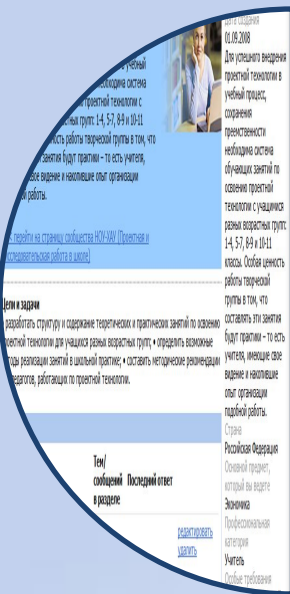 Дата создания
01.09.2008
Для успешного внедрения
проектной технологии в
учебный процесс,
сохранения
преемственности
необходима система
обучающих занятий по
освоению проектной
технологии с учащимися
разных возрастных групп:
1-4, 5-7, 8-9 и 10-11
классы. Особая ценность
работы творческой
группы в том, что
составлять эти занятия
будут практики – то есть
учителя, имеющие свое
видение и накопившие
опыт организации
подобной работы.
Страна
Российская Федерация
Основной предмет,
который вы ведете
Экономика
Профессиональная
категория
Учитель
Особые требования
учебный
необходима система
проектной технологии с
групп: 1-4, 5-7, 8-9 и 10-11
работы творческой группы в том, что
занятия будут практики – то есть учителя,
свое видение и накопившие опыт организации
работы.
перейти на страницу сообщества НОУ-ХАУ (Проектная и
исследовательская работа в школе)
Цели и задачи
разработать структуру и содержание теоретических и практических занятий по освоению
проектной технологии для учащихся разных возрастных групп; • определить возможные
методы реализации занятий в школьной практике; • составить методические рекомендации
педагогов, работающих по проектной технологии.
Тем/
сообщений Последний ответ
в разделе
редактировать
удалить